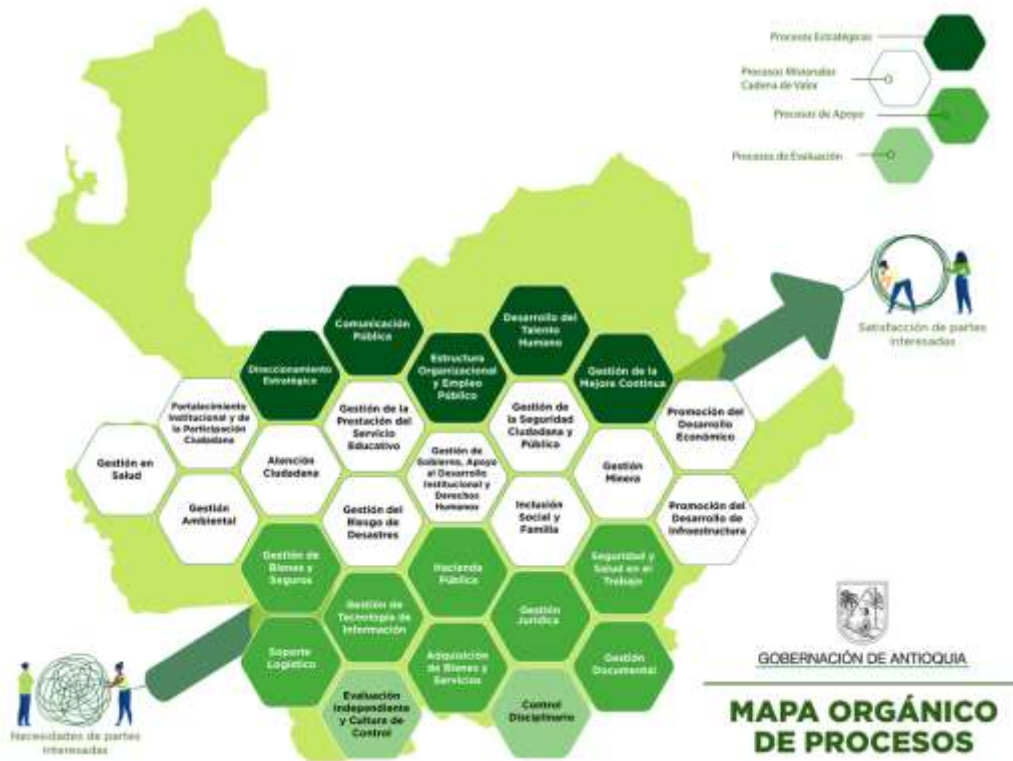 Procesos Estratégicos
Procesos Misionales
Cadena de Valor
Procesos de Apoyo
Procesos de Evaluación
Satisfacción de partes
interesadas
Comunicación
Pública
Desarrollo del
Talento
Humano
Direccionamiento
Estratégico
Estructura
Organizacional
y Empleo
Público
Gestión de la
Mejora Continua
Fortalecimiento
Institucional y de
la Participación
Ciudadana
Gestión de la
Prestación del
Servicio
Educativo
Gestión de
la Seguridad
Ciudadana y
Pública
Promoción del
Desarrollo
Económico
Gestión en
Salud
Atención
Ciudadana
Gestión de
Gobierno, Apoyo
al Desarrollo
Institucional y
Derechos
Humanos
Gestión
Minera
Gestión
Ambiental
Gestión del
Riesgo de
Desastres
Inclusión
Social y
Familia
Promoción del
Desarrollo de
Infraestructura
Gestión de
Bienes y
Seguros
Hacienda
Pública
Seguridad y
Salud en el
Trabajo
Gestión de
Tecnología de
Información
Gestión
Jurídica
Soporte
Logístico
Adquisición
de Bienes y
Servicios
Gestión
Documental
Evaluación
Independiente
y Cultura de
Control
Control
Disciplinario
Necesidades de partes
interesadas
GOBERNACIÓN DE ANTIOQUIA
MAPA ORGÁNICO
DE PROCESOS